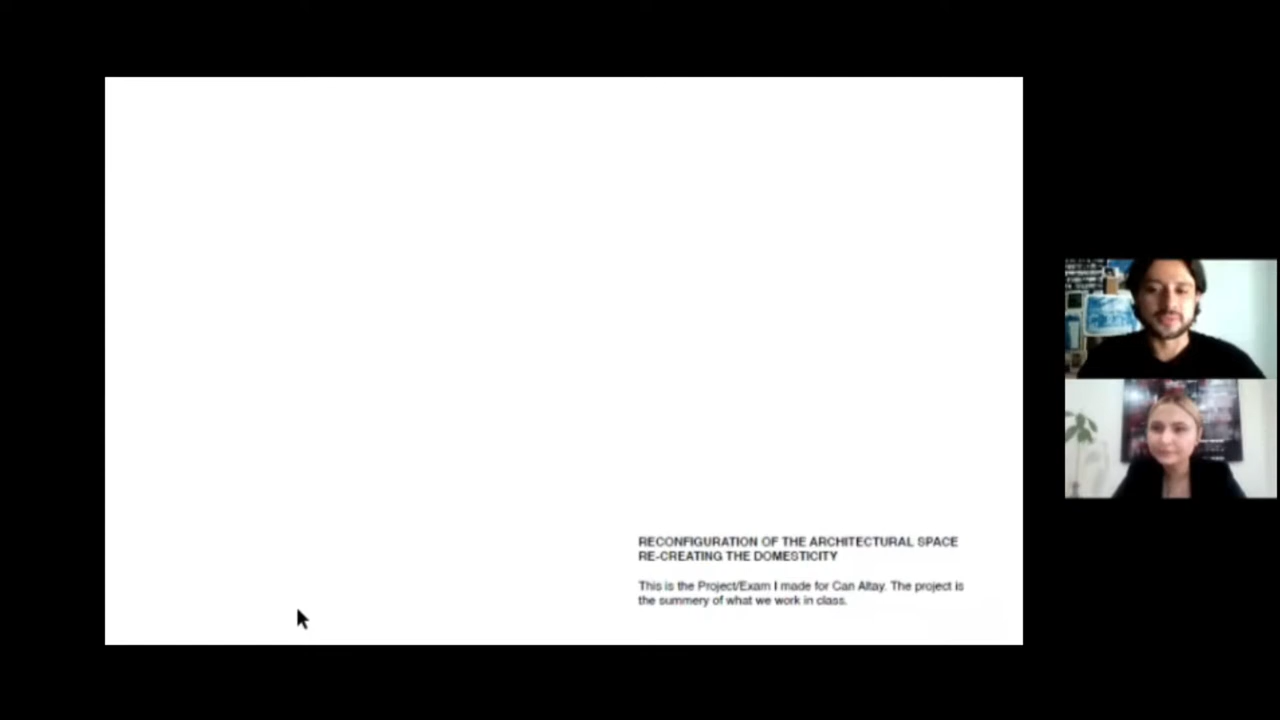 RECONFIGURATION OF THE ARCHITECTURAL SPACE
RE-CREATING THE DOMESTICITY
This is the Project/Exam I made for Can Altay. The project is
the summery of what we work in class.